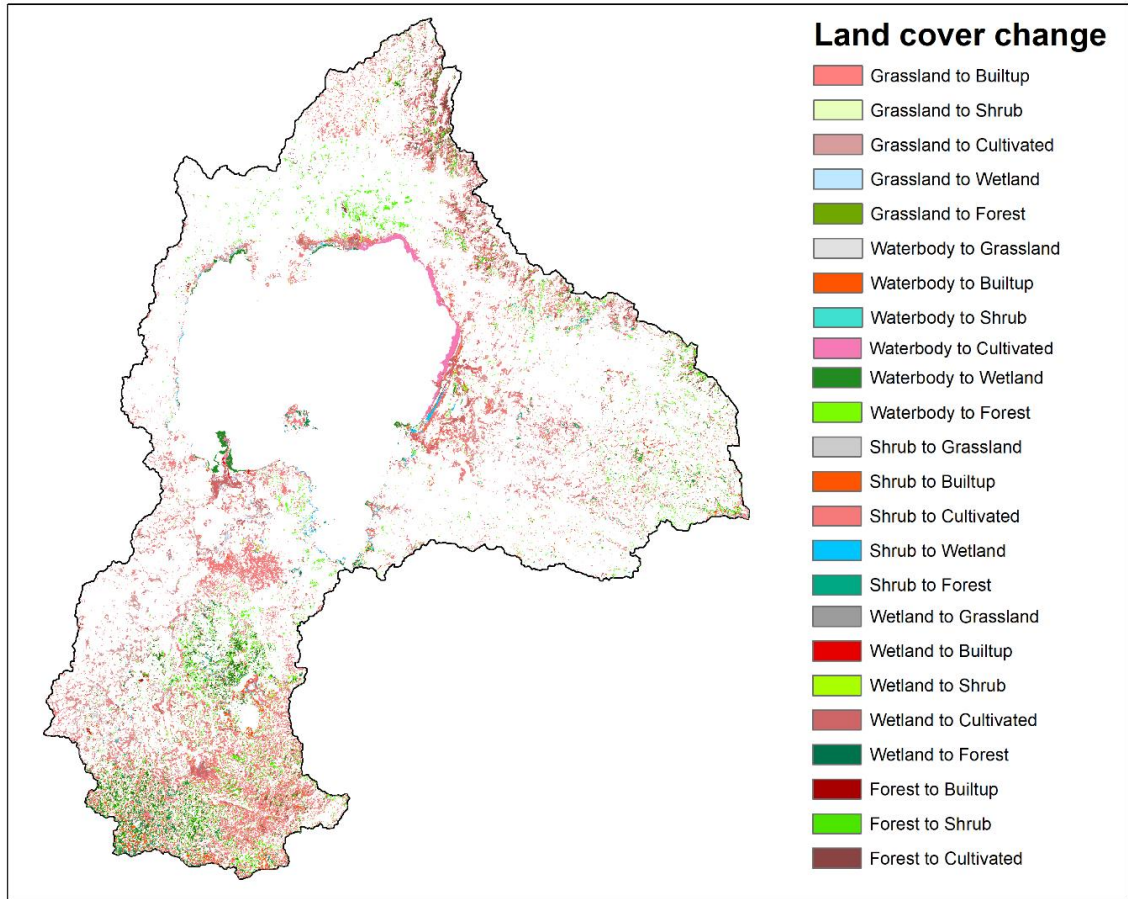 Land cover change
Grassland to Builtup
Grassland to Shrub
Grassland to Cultivated
Grassland to Wetland
Grassland to Forest
Waterbody to Grassland
Waterbody to Builtup
Waterbody to Shrub
Waterbody to Cultivated
Waterbody to Wetland
Waterbody to Forest
Shrub to Grassland
Shrub to Builtup
Shrub to Cultivated
Shrub to Wetland
Shrub to Forest
Wetland to Grassland
Wetland to Builtup
Wetland to Shrub
Wetland to Cultivated
Wetland to Forest
Forest to Builtup
Forest to Shrub
Forest to Cultivated